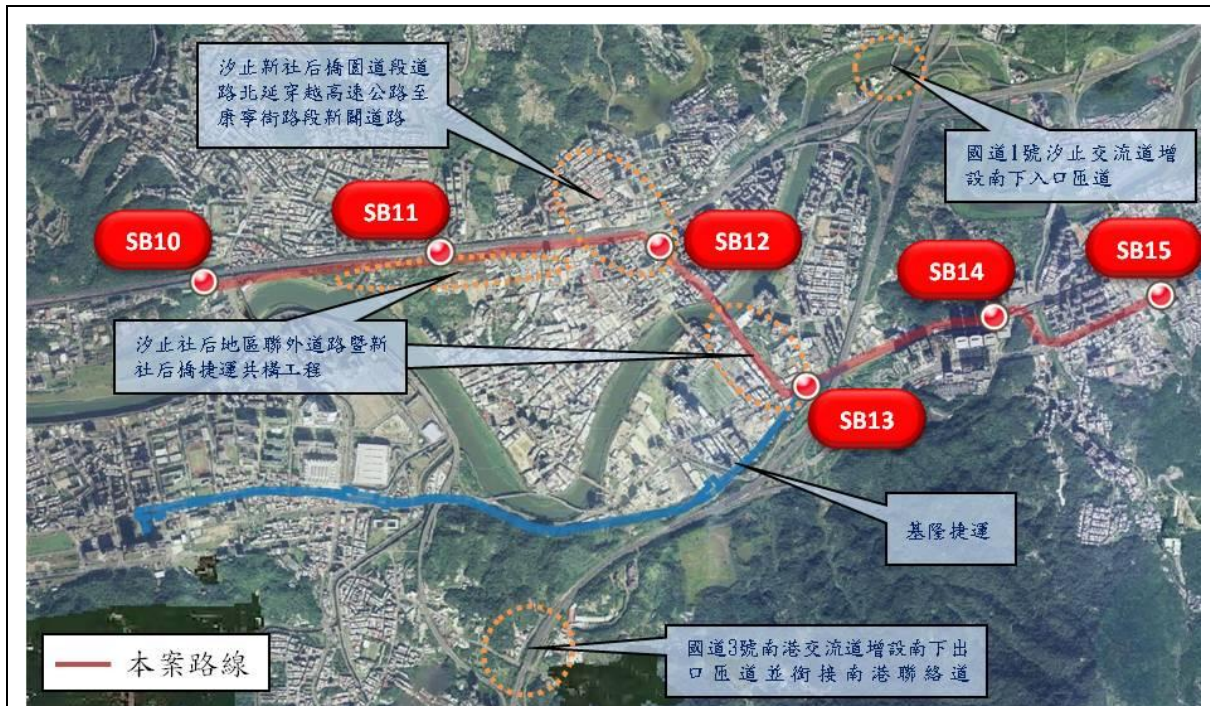 汐止新社后橋園道段道
路北延穿越高速公路至
康寧街路段新闢道路
國道1號汐止交流道增
設南下入口匝道
SB10
SB11
SB12
SB14
SB15
汐止社后地區聯外道路暨新
社后橋捷運共構工程
SB13
基隆捷運
國道3號南港交流道增設南下出
口匝道並銜接南港聯絡道
本案路線